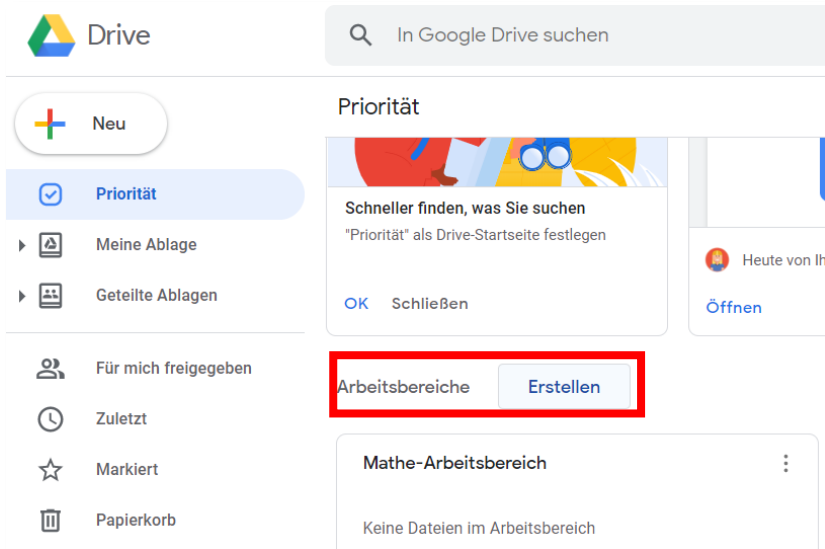 Drive
In Google Drive suchen
Neu
Priorität
Meine Ablage
Geteilte Ablagen
Für mich freigegeben
Zuletzt
Markiert
Papierkorb
Priorität
Schneller finden, was Sie suchen
"Priorität" als Drive-Startseite festlegen
OK Schließen
Heute von
Öffnen
Arbeitsbereiche Erstellen
Mathe-Arbeitsbereich
Keine Dateien im Arbeitsbereich